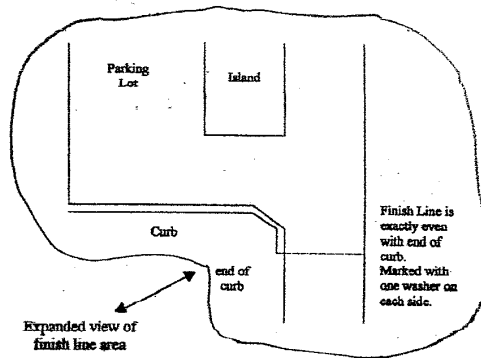 Parking
Lot
Island
Finish Line is
exactly even
with end of
curb.
Marked with
one washer on
each side.
Curb
end of
curb
Expanded view of
finish line area